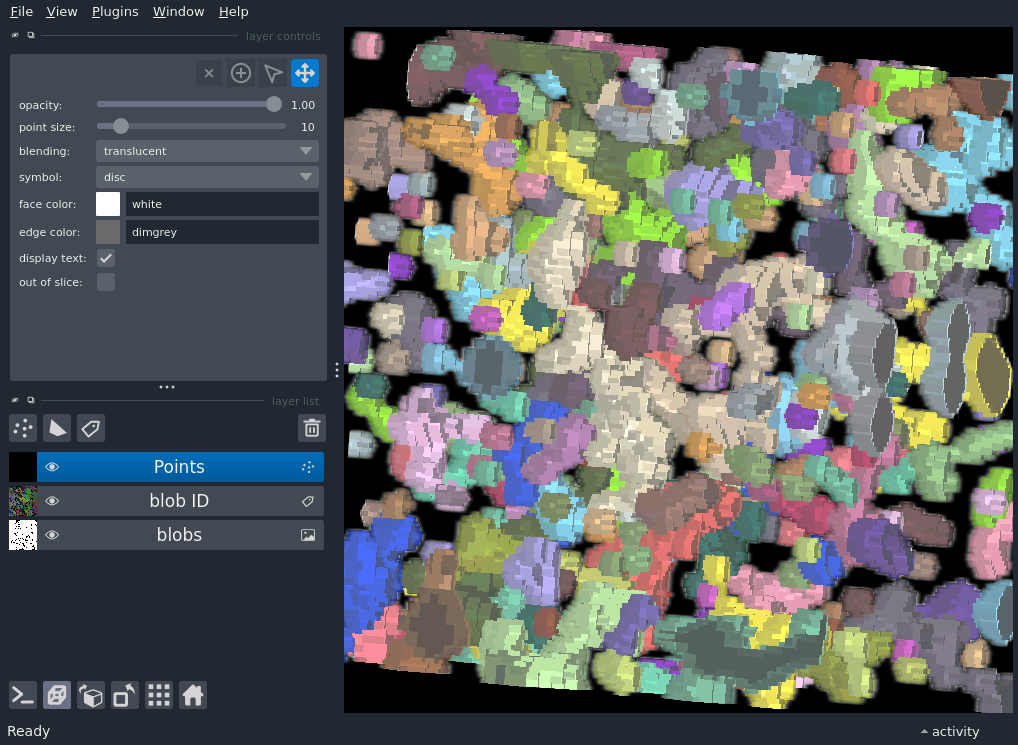 File View Plugins Window Help
layer controls
opacity: 1.00
point size: 10
blending: translucent
symbol: disc
face color: white
edge color: dimgrey
display text:
out of slice:
layer list
Points
blob ID
blobs
Ready
activity